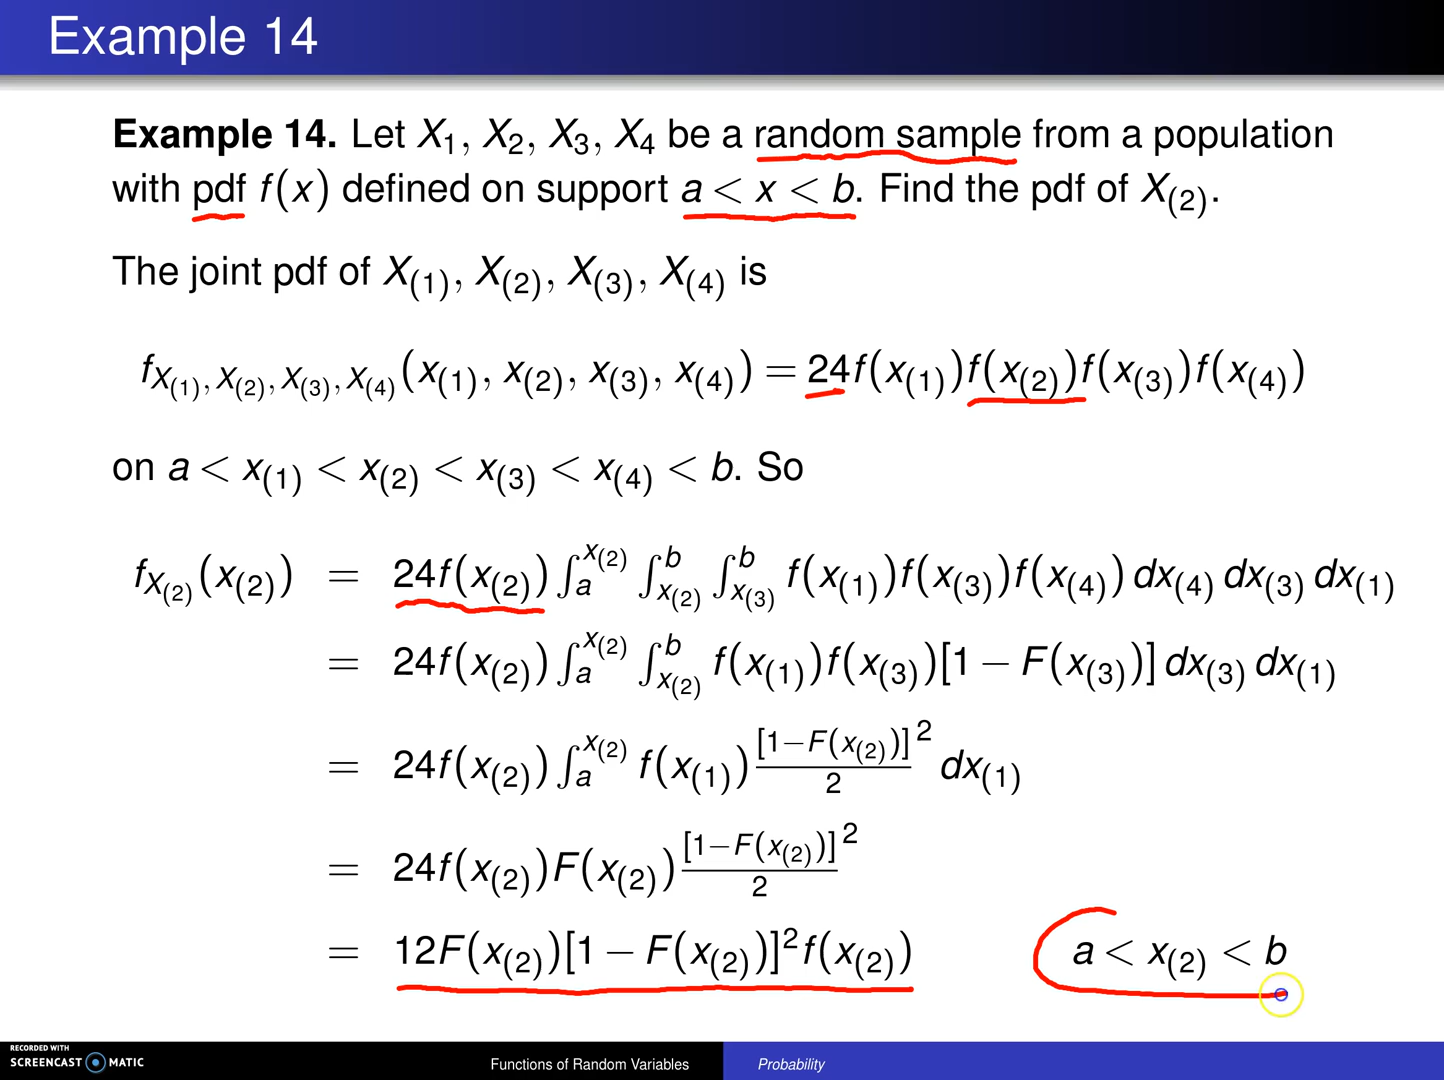 Example 14
Example 14. Let X₁, X₂, X₃, X₄ be a random sample from a population
with pdf f(x) defined on support a < x < b. Find the pdf of X₍₂₎.
The joint pdf of X₍₁₎, X₍₂₎, X₍₃₎, X₍₄₎ is
f_{X₍₁₎, X₍₂₎, X₍₃₎, X₍₄₎}(x₍₁₎, x₍₂₎, x₍₃₎, x₍₄₎) = 24f(x₍₁₎)f(x₍₂₎)f(x₍₃₎)f(x₍₄₎)
on a < x₍₁₎ < x₍₂₎ < x₍₃₎ < x₍₄₎ < b. So
f_{X₍₂₎}(x₍₂₎) = 24f(x₍₂₎) ∫_a^{x₍₂₎} ∫_{x₍₂₎}^b ∫_{x₍₃₎}^b f(x₍₁₎)f(x₍₃₎)f(x₍₄₎) dx₍₄₎ dx₍₃₎ dx₍₁₎
= 24f(x₍₂₎) ∫_a^{x₍₂₎} ∫_{x₍₂₎}^b f(x₍₁₎)f(x₍₃₎)[1 − F(x₍₃₎)] dx₍₃₎ dx₍₁₎
= 24f(x₍₂₎) ∫_a^{x₍₂₎} f(x₍₁₎) [1−F(x₍₂₎)]²/2 dx₍₁₎
= 24f(x₍₂₎)F(x₍₂₎) [1−F(x₍₂₎)]²/2
= 12F(x₍₂₎)[1 − F(x₍₂₎)]²f(x₍₂₎) a < x₍₂₎ < b
RECORDED WITH
SCREENCAST MATIC
Functions of Random Variables Probability